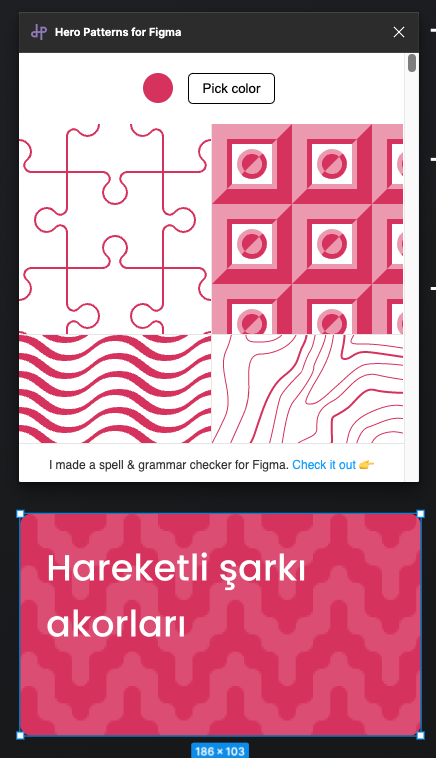 Hero Patterns for Figma
Pick color
I made a spell & grammar checker for Figma. Check it out 👉
Hareketli şarkı
akorları
186 × 103